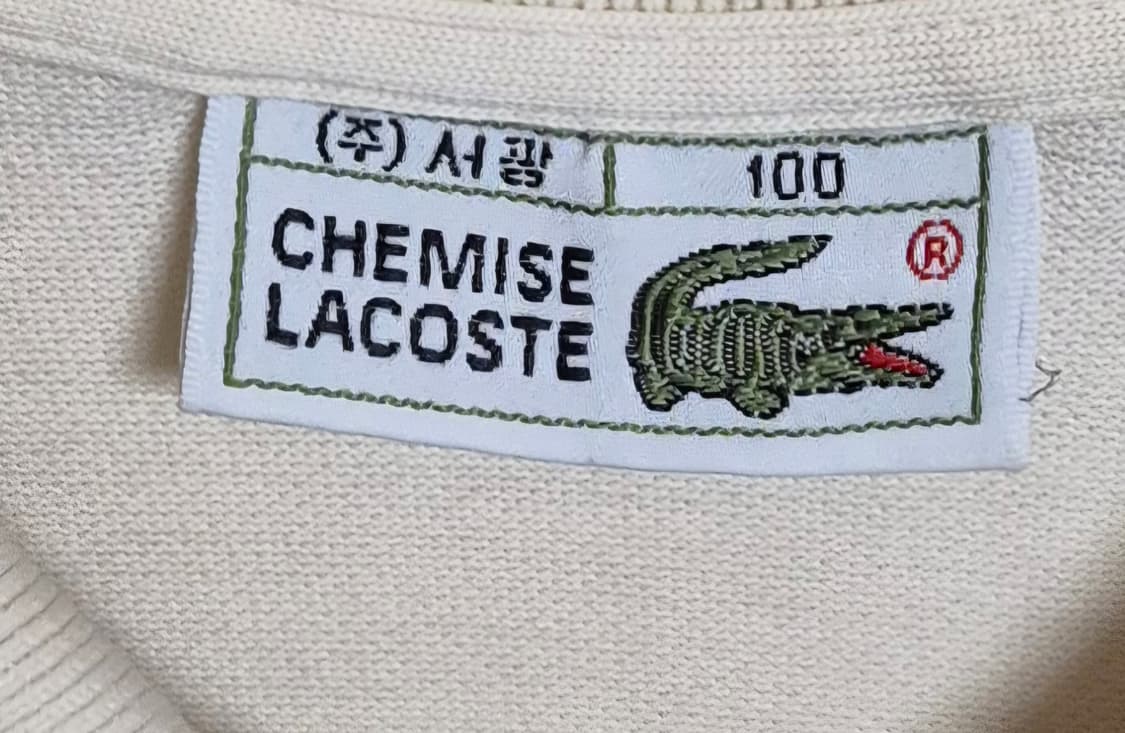 (주) 서광 100
CHEMISE
LACOSTE
®